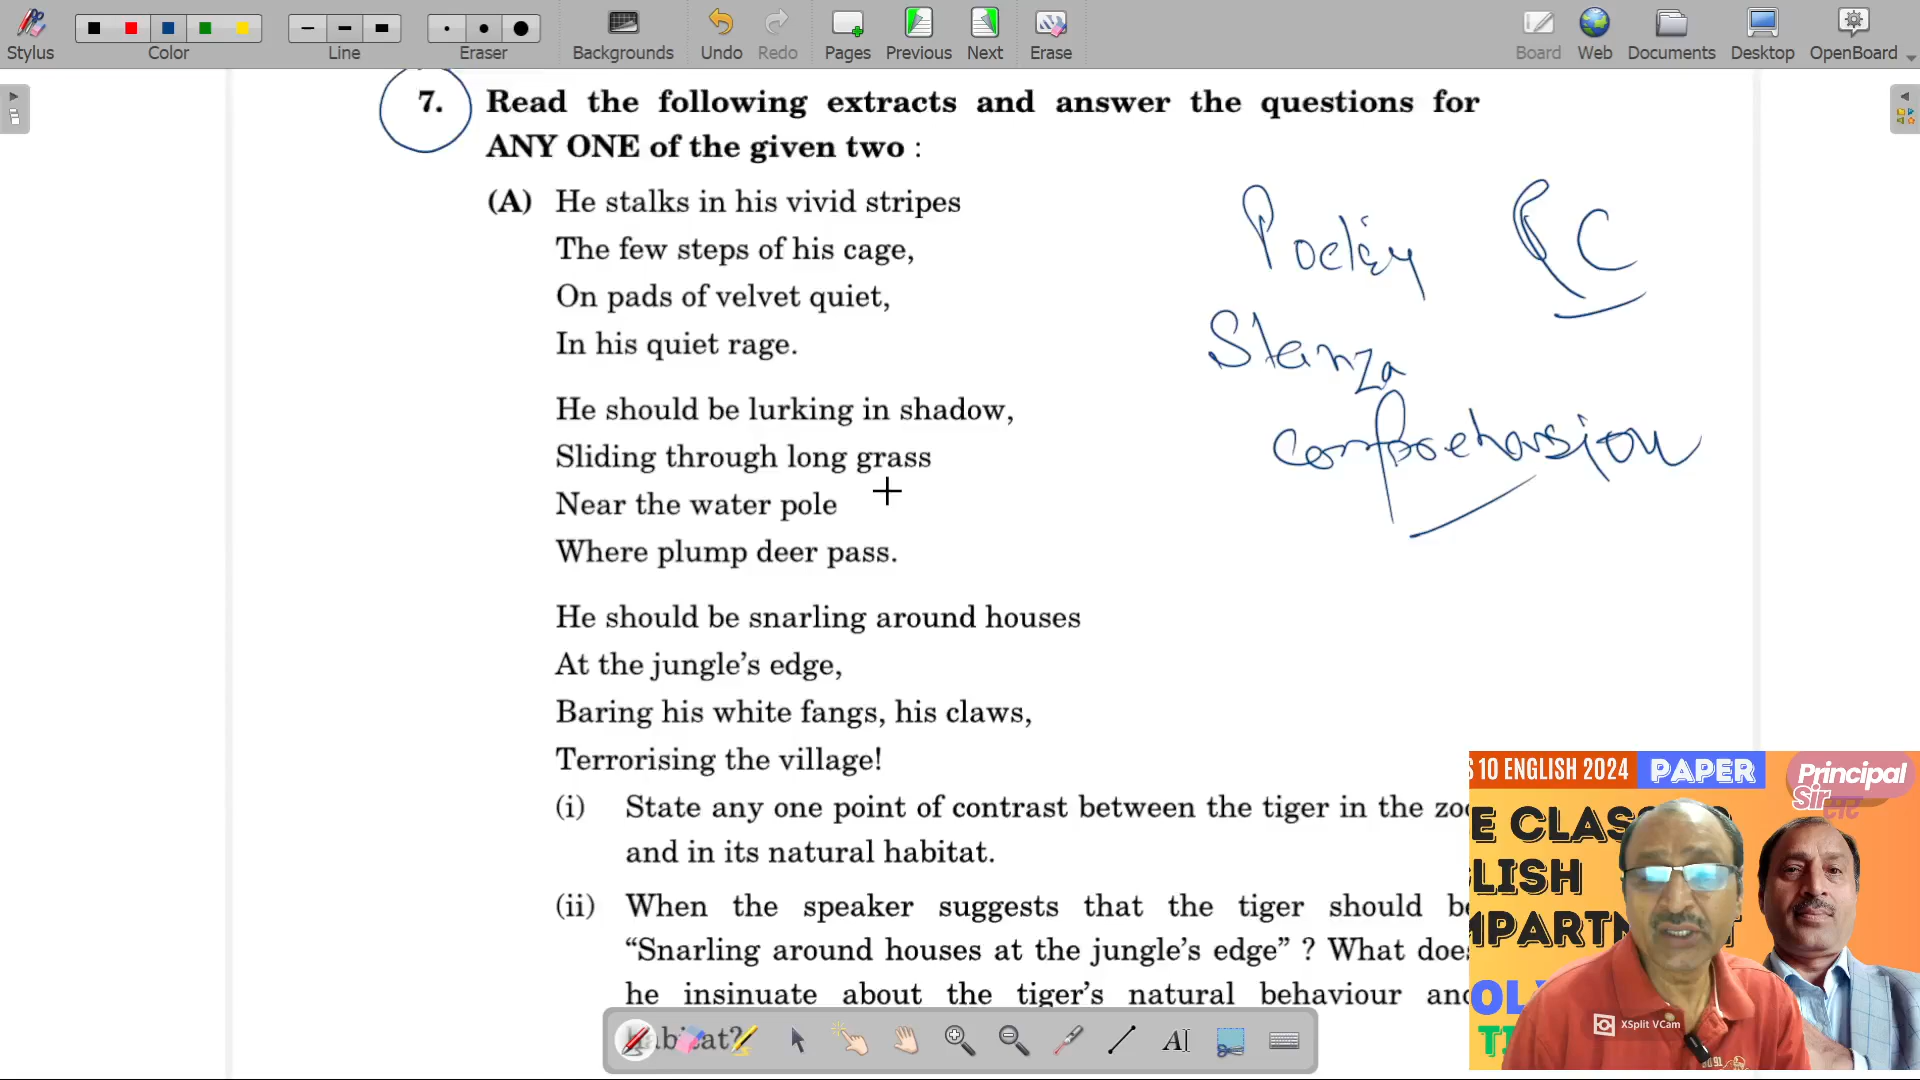 Stylus
Color
Line
Eraser
Backgrounds
Undo
Redo
Pages
Previous
Next
Erase
Board
Web
Documents
Desktop
OpenBoard
7. Read the following extracts and answer the questions for
ANY ONE of the given two :
(A) He stalks in his vivid stripes
The few steps of his cage,
On pads of velvet quiet,
In his quiet rage.
He should be lurking in shadow,
Sliding through long grass
Near the water pole
Where plump deer pass.
He should be snarling around houses
At the jungle's edge,
Baring his white fangs, his claws,
Terrorising the village!
(i) State any one point of contrast between the tiger in the zo
and in its natural habitat.
(ii) When the speaker suggests that the tiger should be
“Snarling around houses at the jungle's edge” ? What does
he insinuate about the tiger's natural behaviour and
bitat?
Poetry RC
Stanza
comprehension
S 10 ENGLISH 2024 PAPER
Principal
Sir
E CLAS
LISH
MPARTM
OL
TI
XSplit VCam